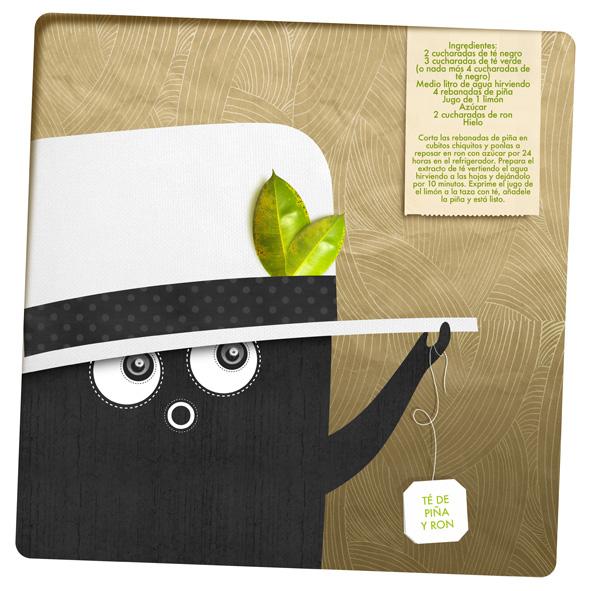 Ingredientes:
2 cucharadas de té negro
3 cucharadas de té verde
(o nada más 4 cucharadas de
té negro)
Medio litro de agua hirviendo
4 rebanadas de piña
Jugo de 1 limón
Azúcar
2 cucharadas de ron
Hielo
Corta las rebanadas de piña en
cubitos chiquitos y ponlas a
reposar en ron con azúcar por 24
horas en el refrigerador. Prepara el
extracto de té vertiendo el agua
hirviendo a las hojas y dejándolo
por 10 minutos. Exprime el jugo de
el limón a la taza con té, añadele
la piña y está listo.
TÉ DE
PIÑA
Y RON